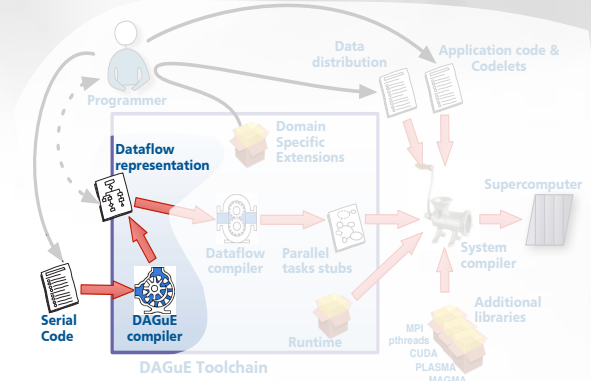 Data
distribution
Application code &
Codelets
Programmer
Domain
Specific
Extensions
Dataflow
representation
Supercomputer
Dataflow
compiler
Parallel
tasks stubs
System
compiler
Serial
Code
DAGuE
compiler
Runtime
Additional
libraries
MPI
pthreads
CUDA
PLASMA
MAGMA
DAGuE Toolchain